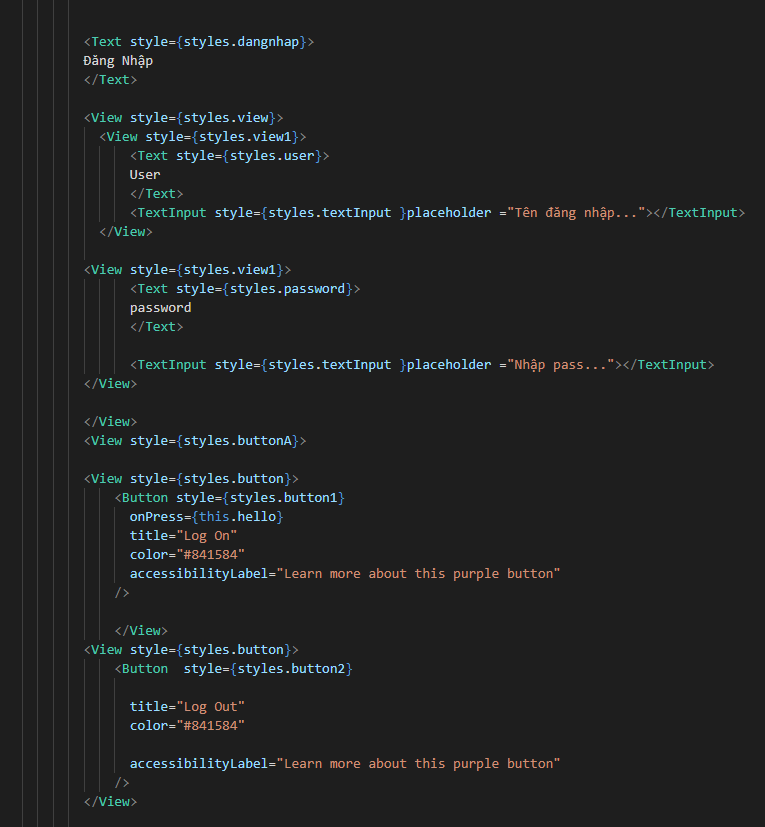 <Text style={styles.dangnhap}>
Đăng Nhập
</Text>
<View style={styles.view}>
<View style={styles.view1}>
<Text style={styles.user}>
User
</Text>
<TextInput style={styles.textInput }placeholder ="Tên đăng nhập..."></TextInput>
</View>
<View style={styles.view1}>
<Text style={styles.password}>
password
</Text>
<TextInput style={styles.textInput }placeholder ="Nhập pass..."></TextInput>
</View>
</View>
<View style={styles.buttonA}>
<View style={styles.button}>
<Button style={styles.button1}
onPress={this.hello}
title="Log On"
color="#841584"
accessibilityLabel="Learn more about this purple button"
/>
</View>
<View style={styles.button}>
<Button  style={styles.button2}
title="Log Out"
color="#841584"
accessibilityLabel="Learn more about this purple button"
/>
</View>